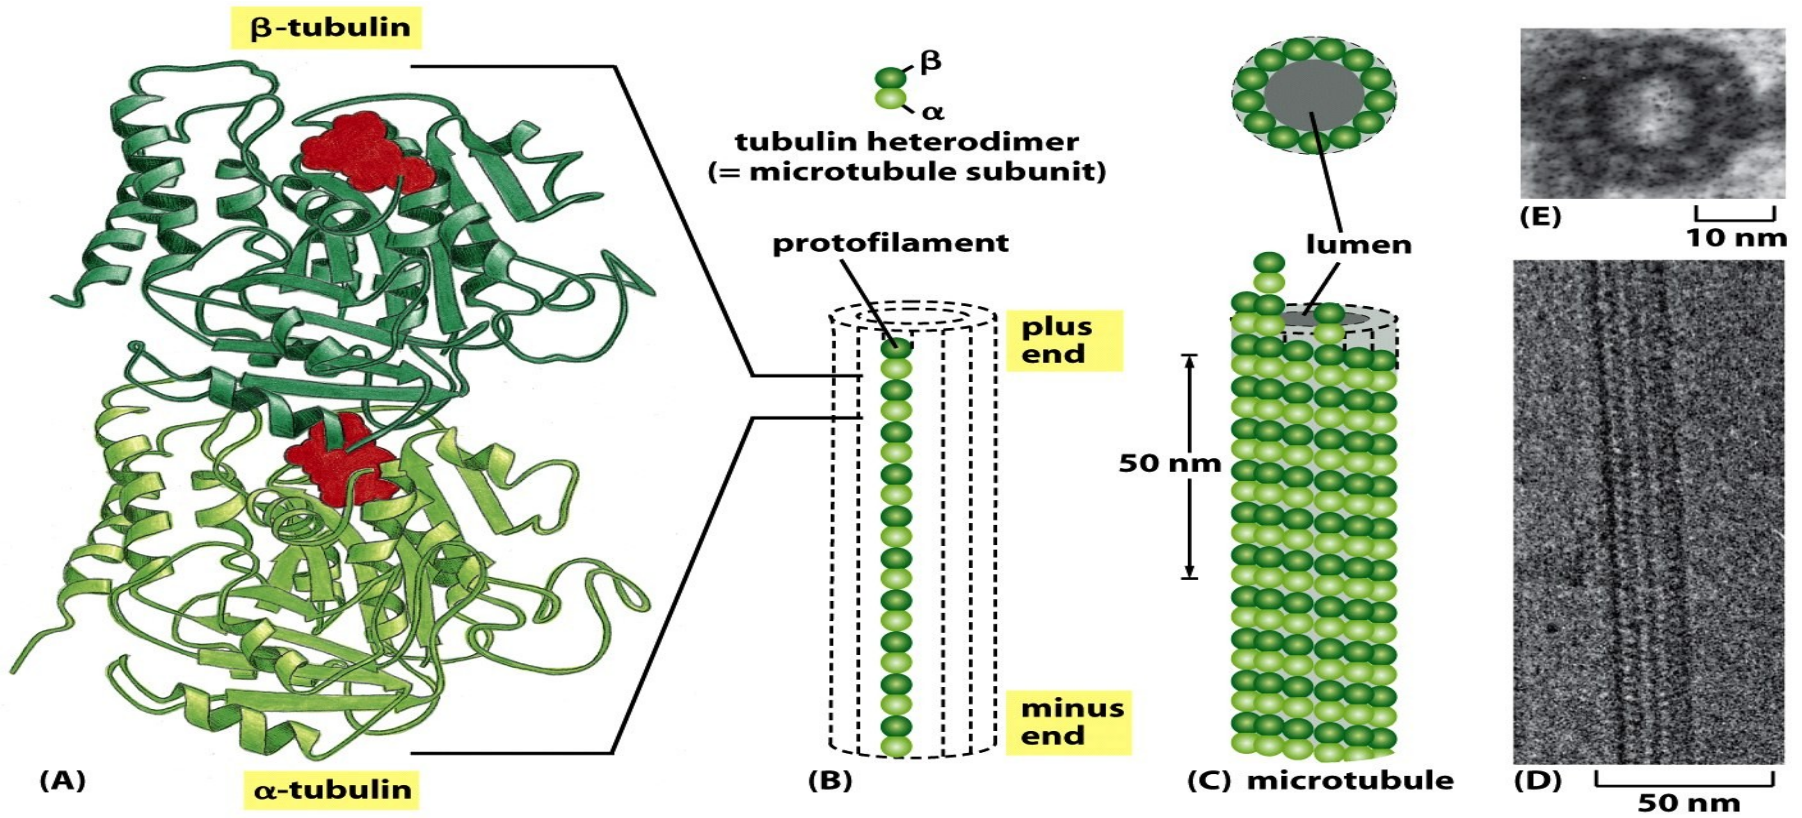 β-tubulin
α-tubulin
(A)
β
α
tubulin heterodimer
(= microtubule subunit)
protofilament
plus
end
minus
end
(B)
lumen
50 nm
(C) microtubule
(E)
10 nm
(D)
50 nm